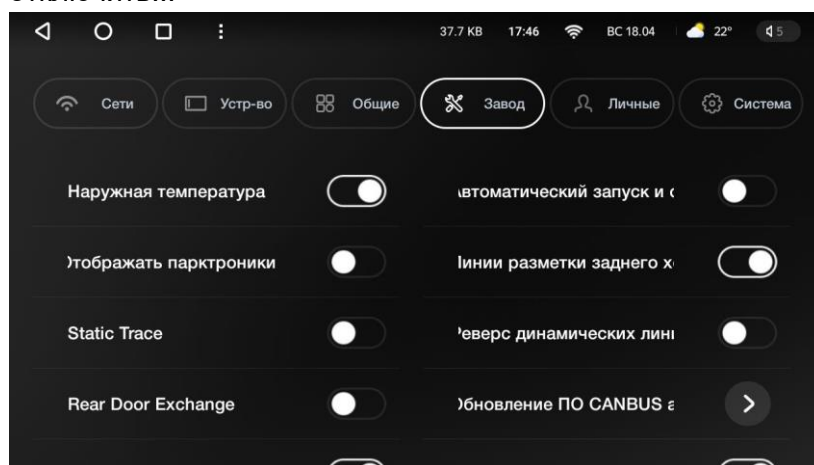 37.7 KB 17:46 ВС 18.04 22° 5
Сети Устр-во Общие Завод Личные Система
Наружная температура
втоматический запуск и
тображать парктроники
инии разметки заднего х
Static Trace
еверс динамических лин
Rear Door Exchange
бновление ПО CANBUS а